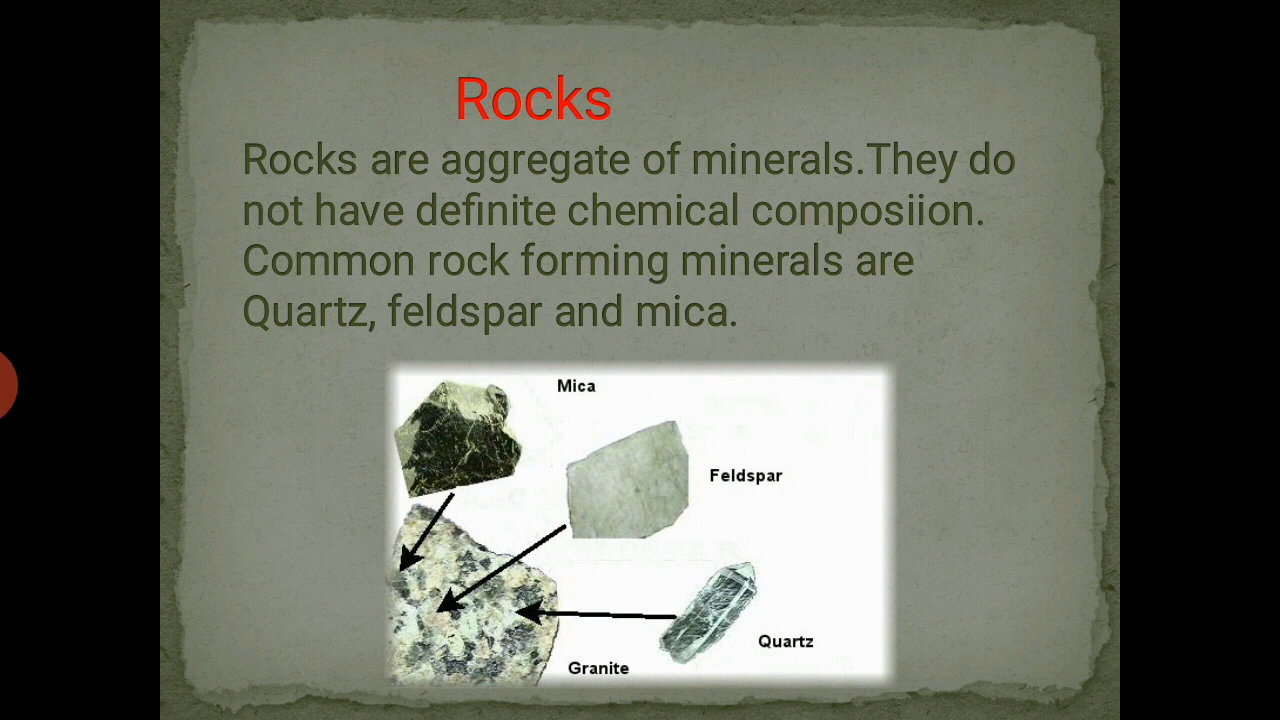 Rocks
Rocks are aggregate of minerals.They do
not have definite chemical composiion.
Common rock forming minerals are
Quartz, feldspar and mica.
Mica
Feldspar
Quartz
Granite